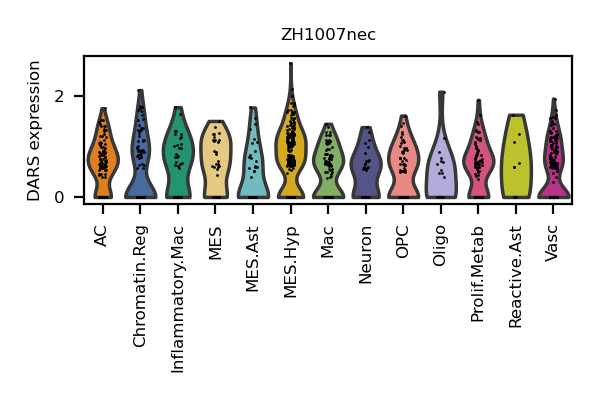 ZH1007nec
DARS expression
2
0
AC
Chromatin.Reg
Inflammatory.Mac
MES
MES.Ast
MES.Hyp
Mac
Neuron
OPC
Oligo
Prolif.Metab
Reactive.Ast
Vasc